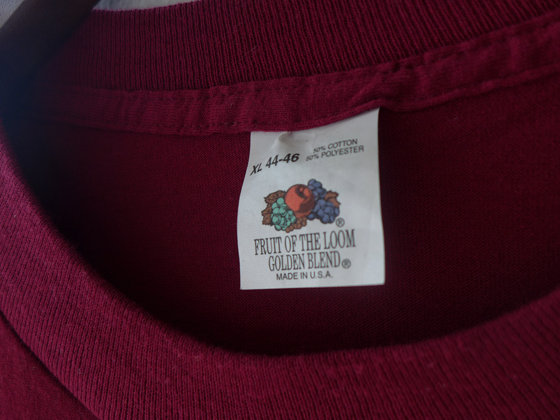 XL 44-46
50% COTTON
50% POLYESTER
®
FRUIT OF THE LOOM
GOLDEN BLEND®
MADE IN U.S.A.